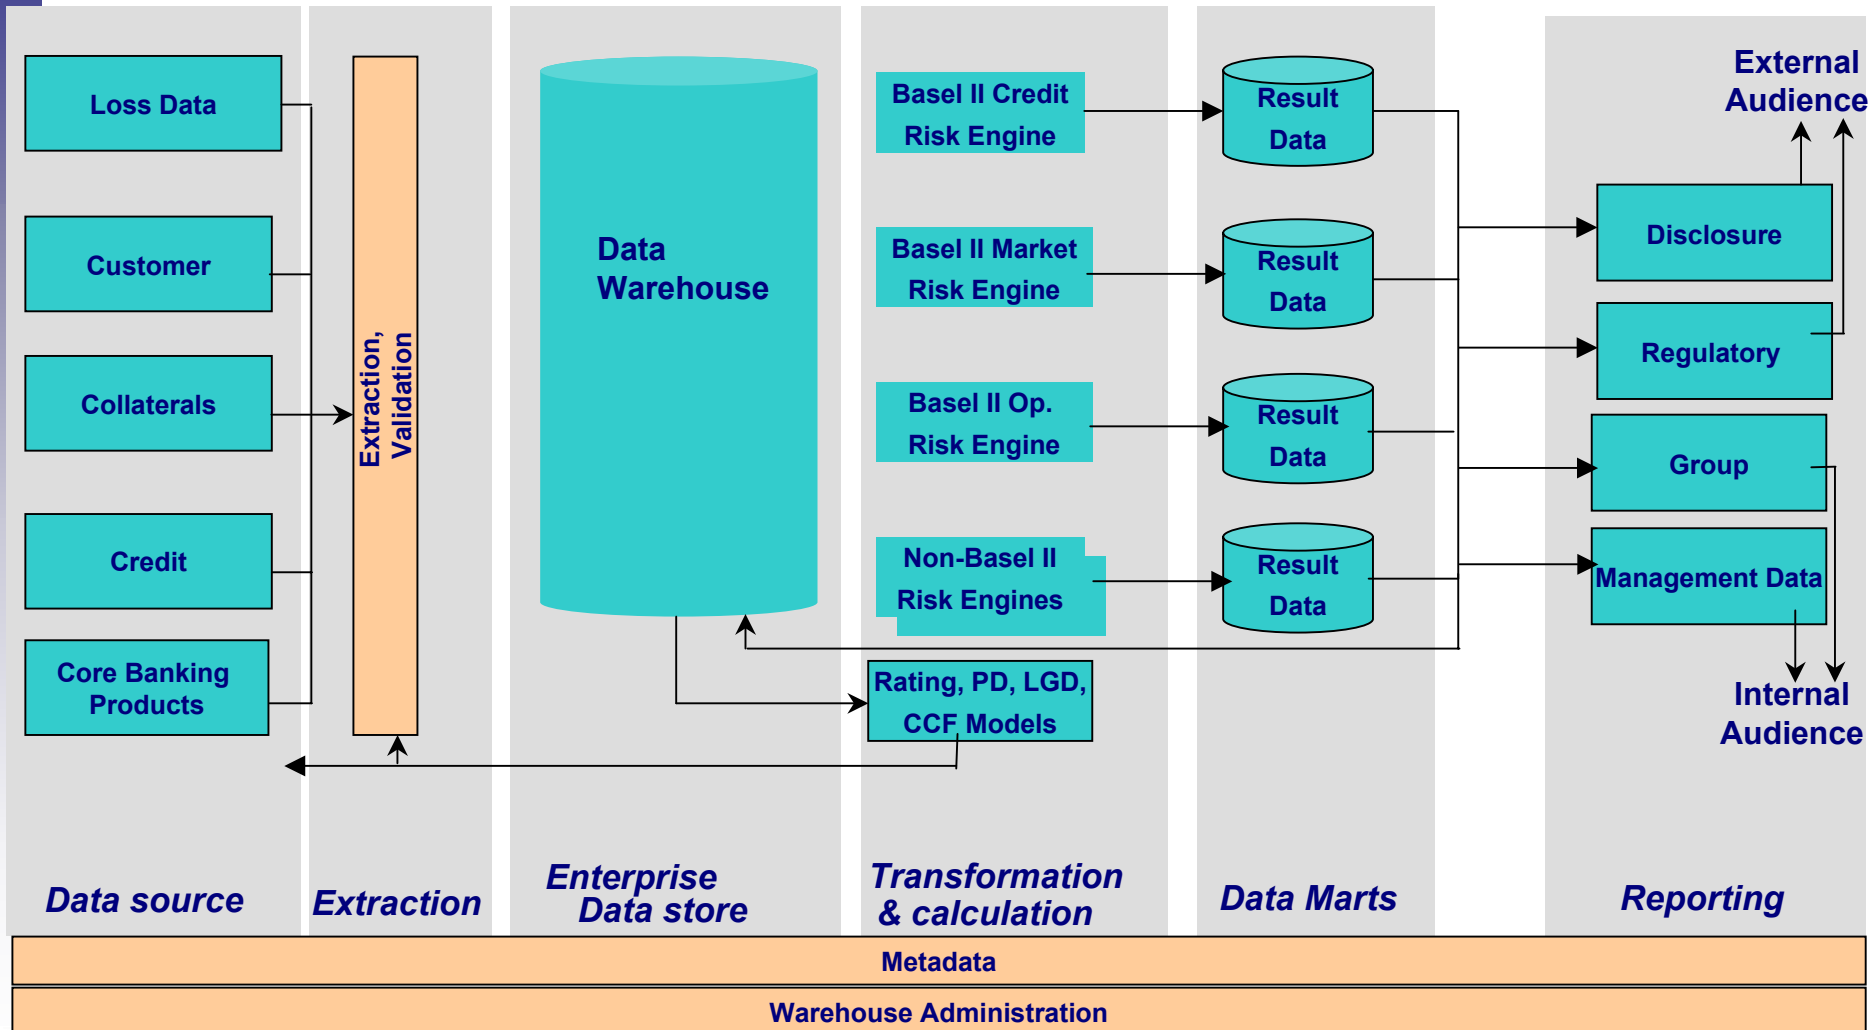 Loss Data
Customer
Collaterals
Credit
Core Banking
Products
Extraction,
Validation
Data
Warehouse
Basel II Credit
Risk Engine
Basel II Market
Risk Engine
Basel II Op.
Risk Engine
Non-Basel II
Risk Engines
Rating, PD, LGD,
CCF Models
Result
Data
Result
Data
Result
Data
Result
Data
External
Audience
Disclosure
Regulatory
Group
Management Data
Internal
Audience
Data source
Extraction
Enterprise
Data store
Transformation
& calculation
Data Marts
Reporting
Metadata
Warehouse Administration